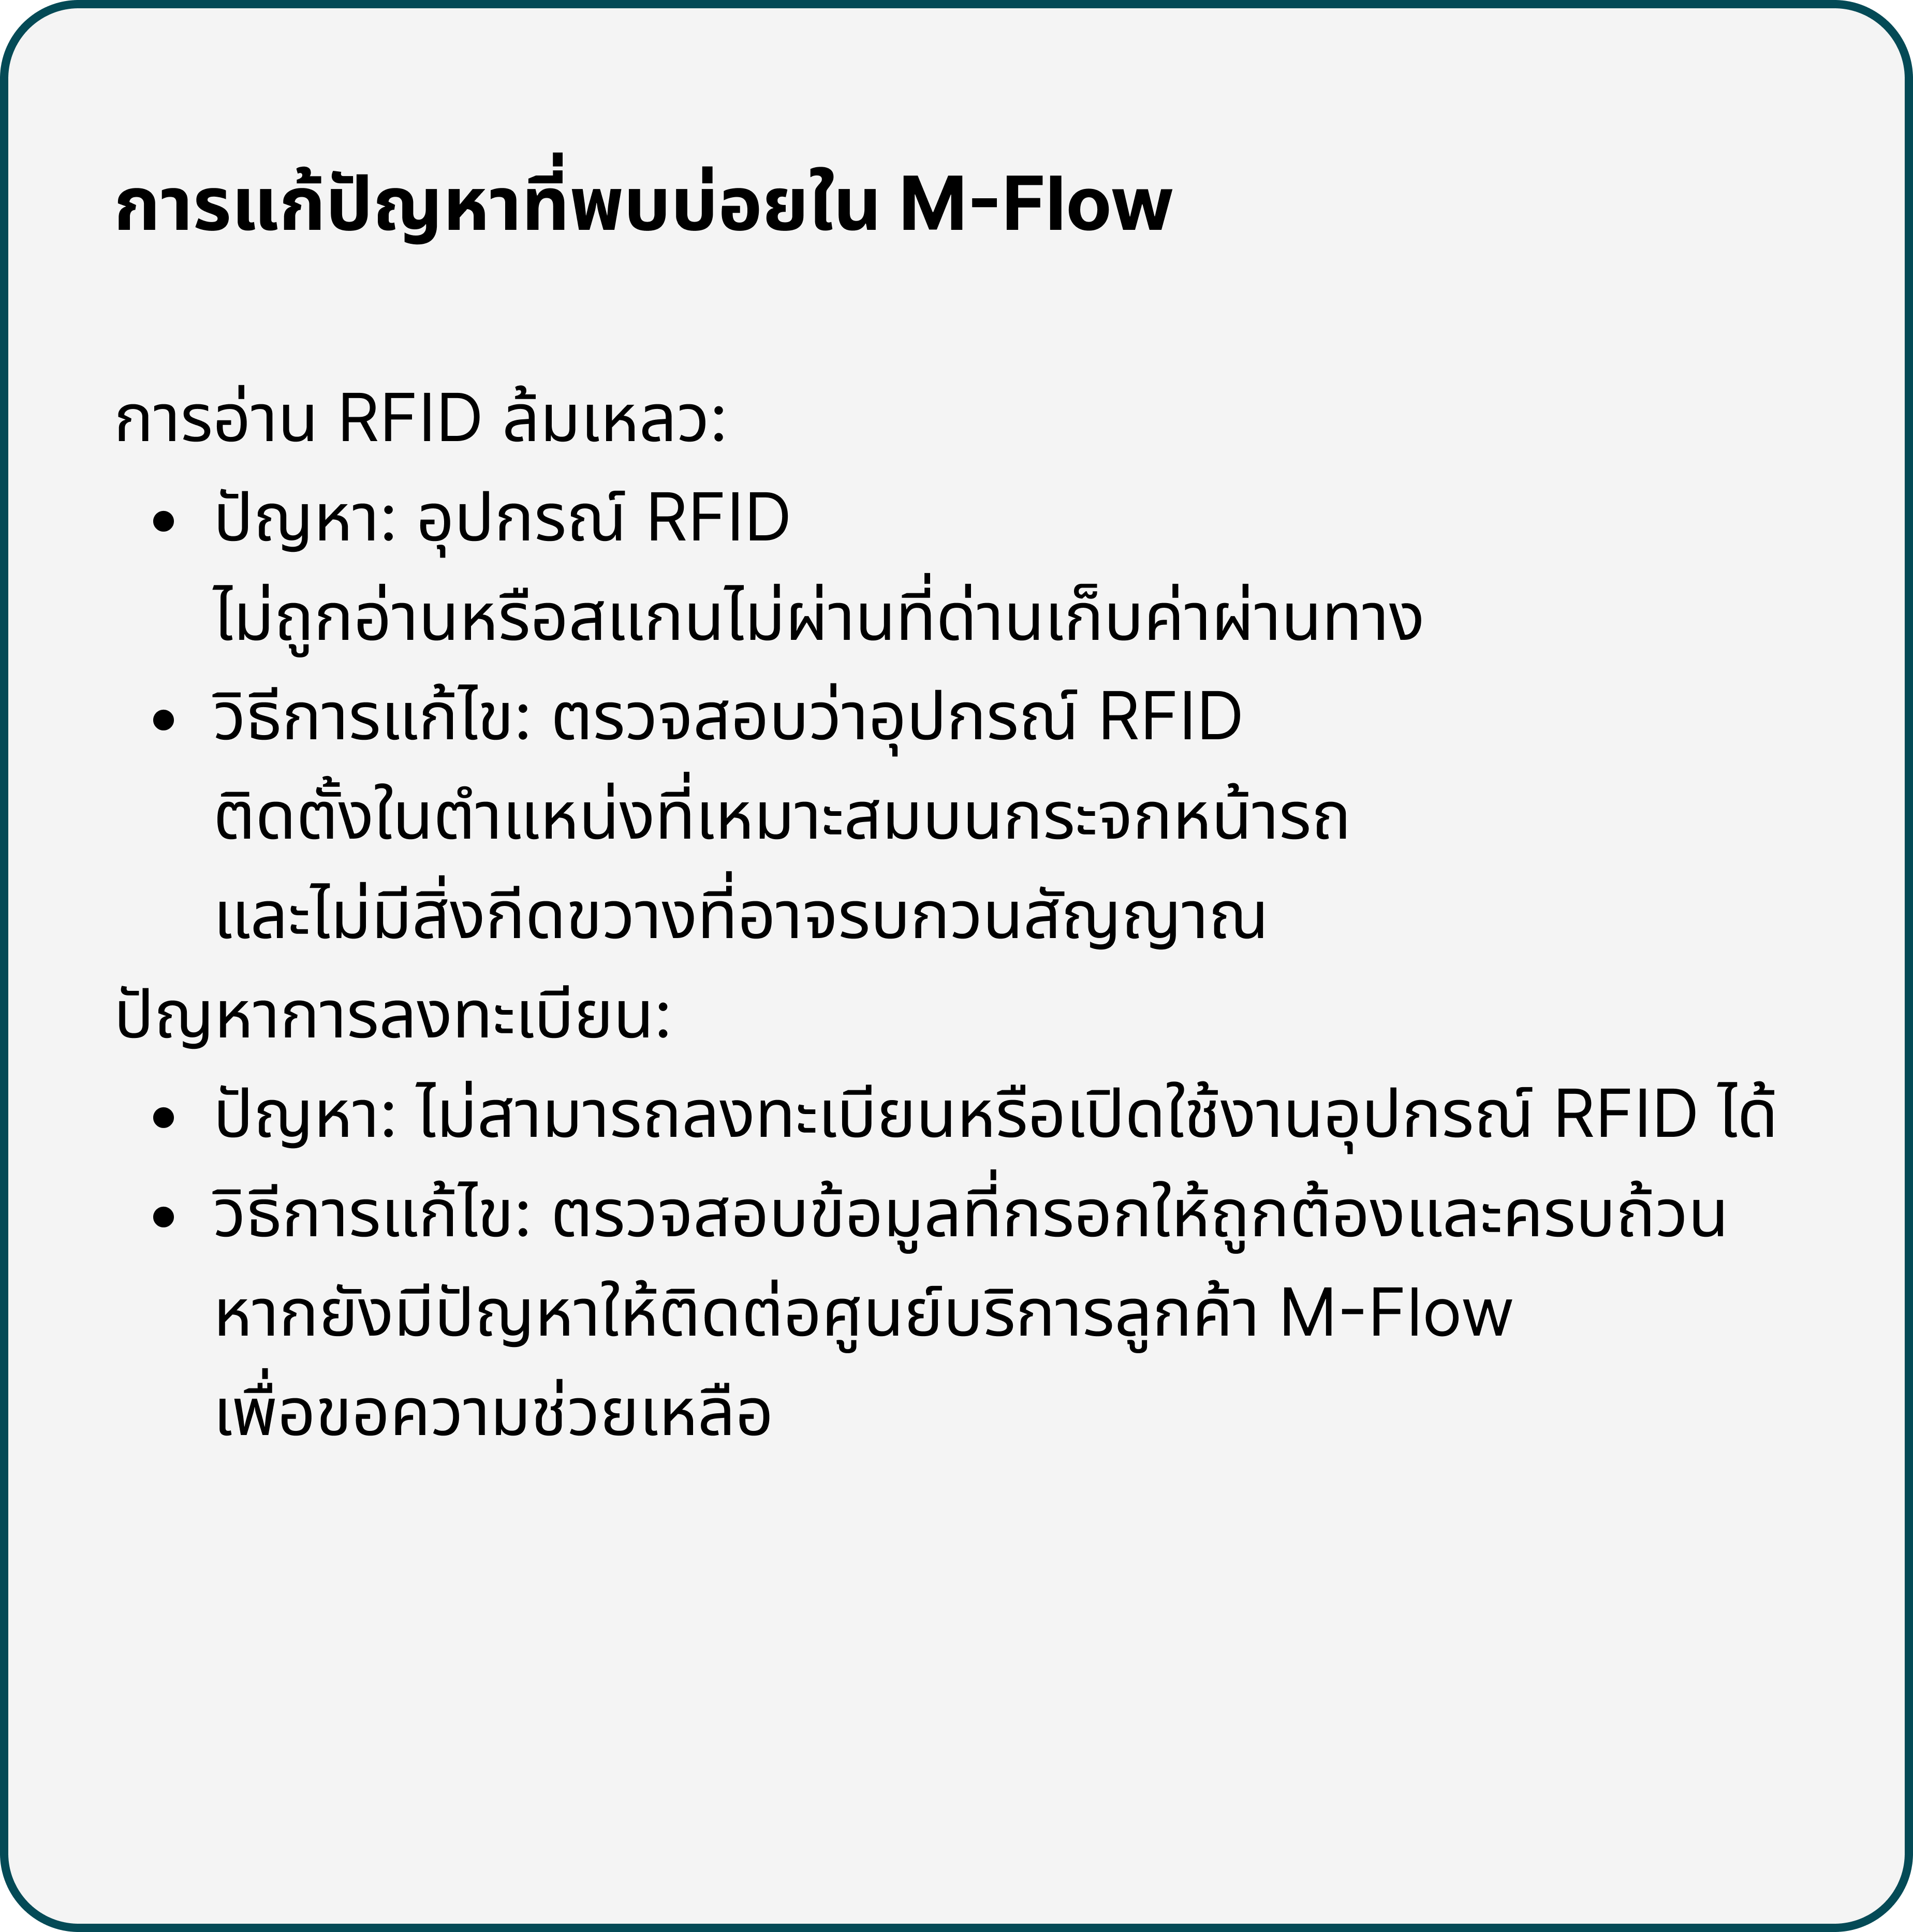 การแก้ปัญหาที่พบบ่อยใน M-Flow
การอ่าน RFID ล้มเหลว:
• ปัญหา: อุปกรณ์ RFID
ไม่ถูกอ่านหรือสแกนไม่ผ่านที่ด่านเก็บค่าผ่านทาง
• วิธีการแก้ไข: ตรวจสอบว่าอุปกรณ์ RFID
ติดตั้งในตำแหน่งที่เหมาะสมบนกระจกหน้ารถ
และไม่มีสิ่งกีดขวางที่อาจรบกวนสัญญาณ
ปัญหาการลงทะเบียน:
• ปัญหา: ไม่สามารถลงทะเบียนหรือเปิดใช้งานอุปกรณ์ RFID ได้
• วิธีการแก้ไข: ตรวจสอบข้อมูลที่กรอกให้ถูกต้องและครบถ้วน
หากยังมีปัญหาให้ติดต่อศูนย์บริการลูกค้า M-Flow
เพื่อขอความช่วยเหลือ